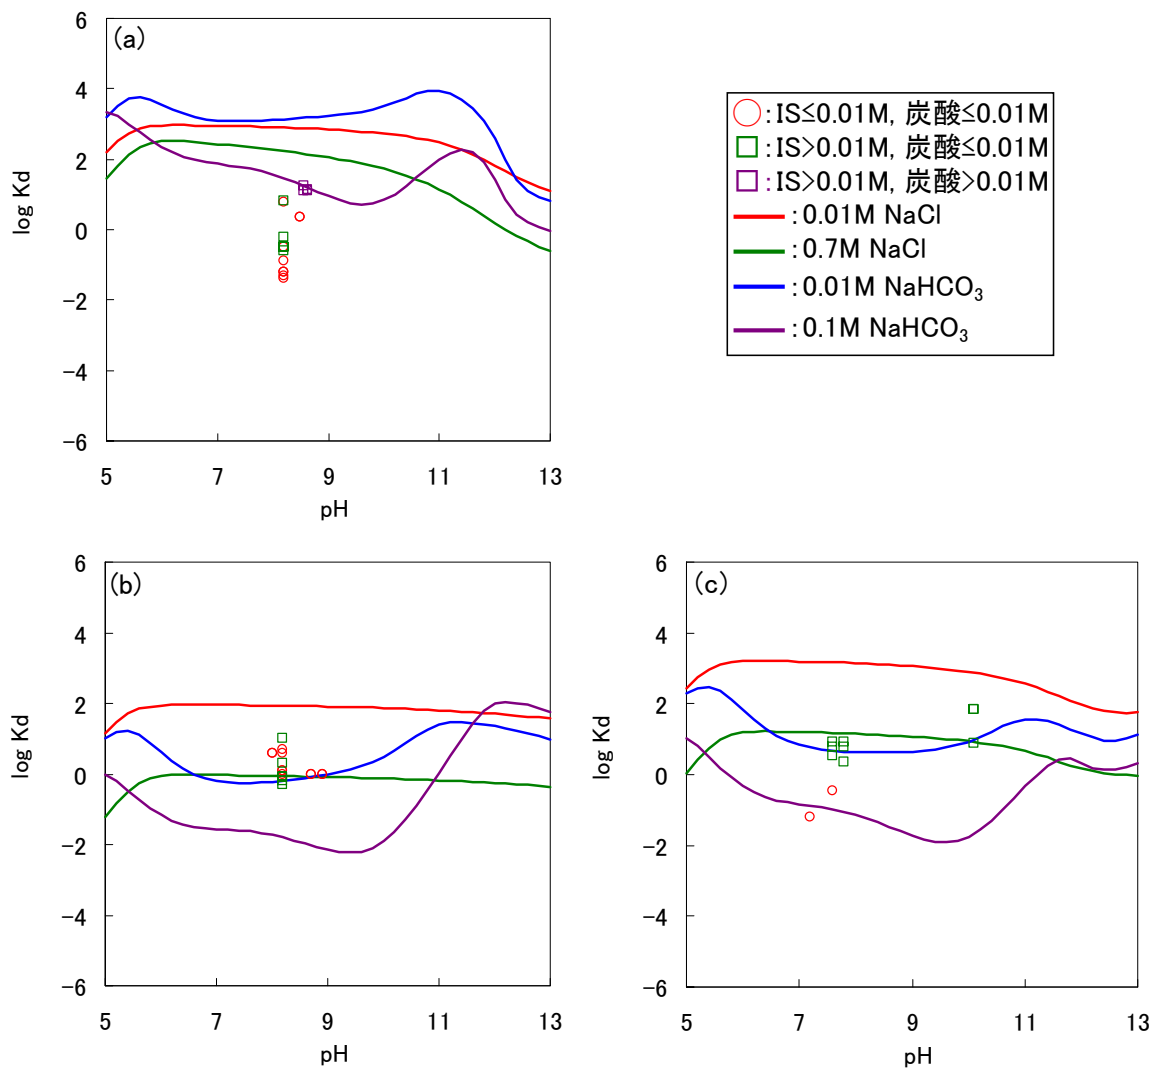 (a)
6
4
2
0
−2
−4
−6
log Kd
5
7
9
11
13
pH
○:IS≤0.01M, 炭酸≤0.01M
□:IS>0.01M, 炭酸≤0.01M
□:IS>0.01M, 炭酸>0.01M
:0.01M NaCl
:0.7M NaCl
:0.01M NaHCO₃
:0.1M NaHCO₃
(b)
6
4
2
0
−2
−4
−6
log Kd
5
7
9
11
13
pH
(c)
6
4
2
0
−2
−4
−6
log Kd
5
7
9
11
13
pH